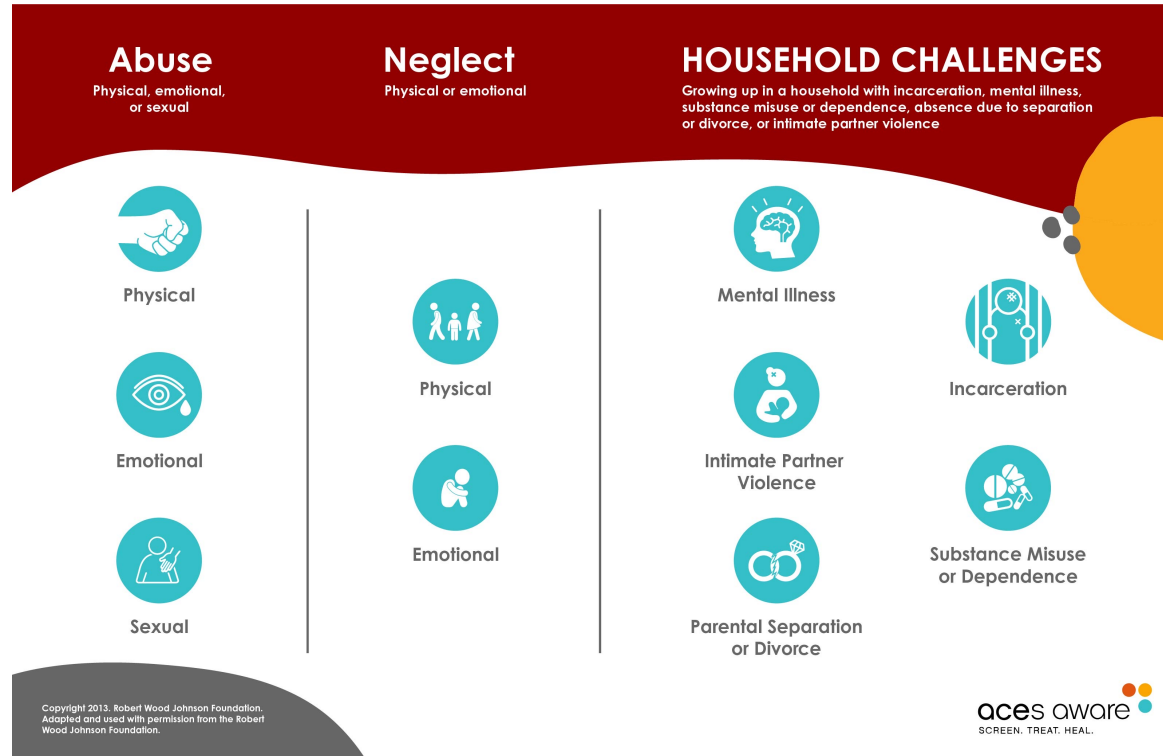 Abuse
Physical, emotional,
or sexual
Neglect
Physical or emotional
HOUSEHOLD CHALLENGES
Growing up in a household with incarceration, mental illness,
substance misuse or dependence, absence due to separation
or divorce, or intimate partner violence
Physical
Emotional
Sexual
Physical
Emotional
Mental Illness
Intimate Partner
Violence
Parental Separation
or Divorce
Incarceration
Substance Misuse
or Dependence
Copyright 2013. Robert Wood Johnson Foundation.
Adapted and used with permission from the Robert
Wood Johnson Foundation.
aces aware
SCREEN. TREAT. HEAL.